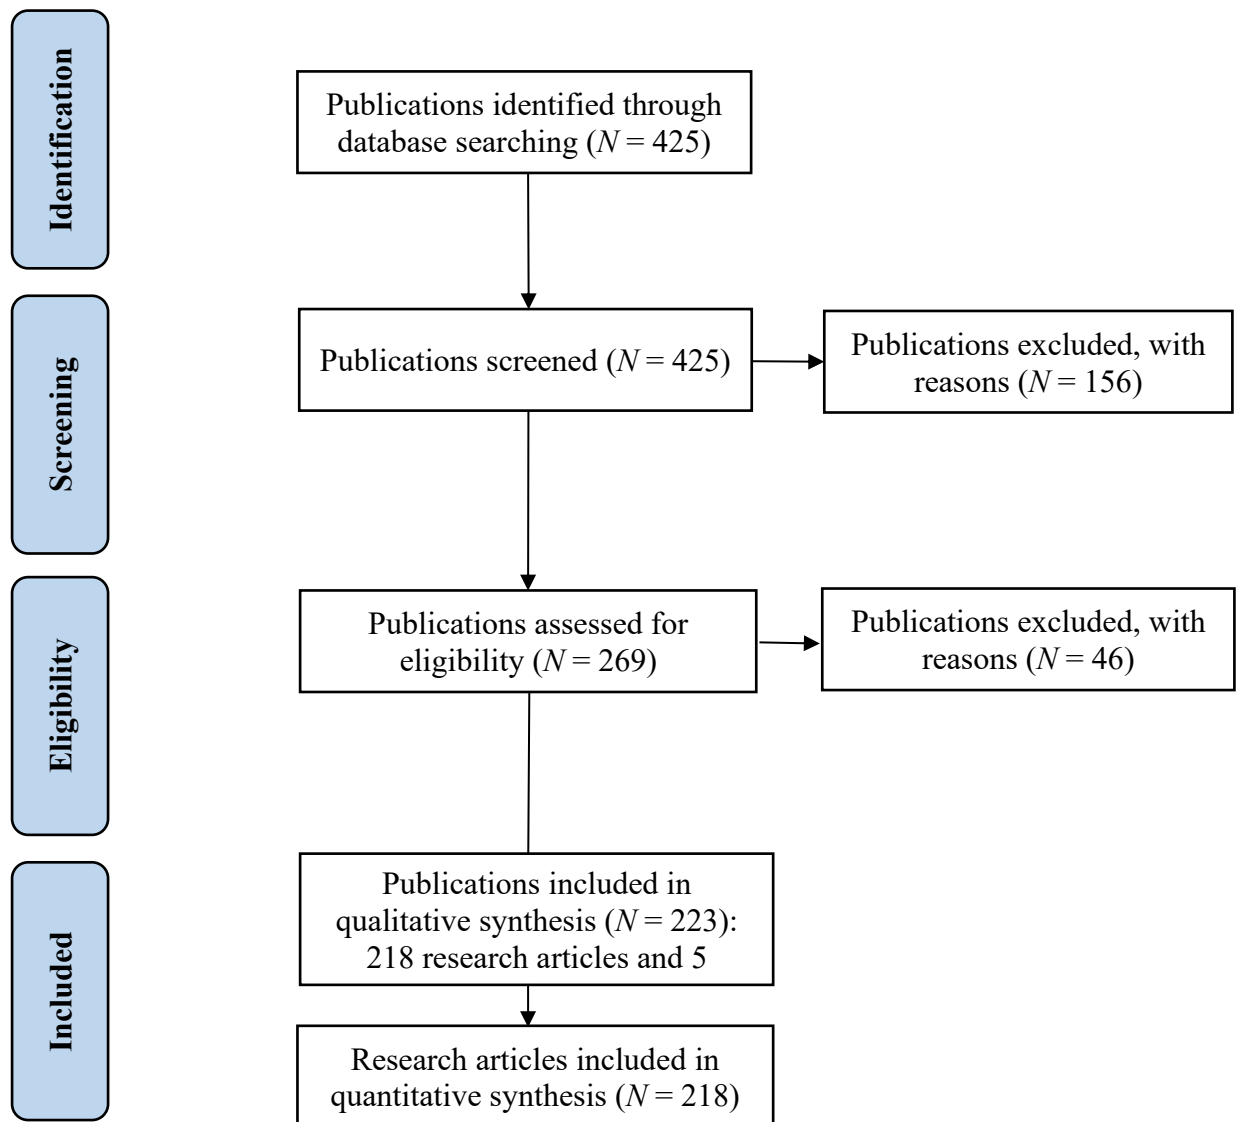 Identification
Publications identified through
database searching (N = 425)
Screening
Publications screened (N = 425)
Publications excluded, with
reasons (N = 156)
Eligibility
Publications assessed for
eligibility (N = 269)
Publications excluded, with
reasons (N = 46)
Included
Publications included in
qualitative synthesis (N = 223):
218 research articles and 5
Research articles included in
quantitative synthesis (N = 218)